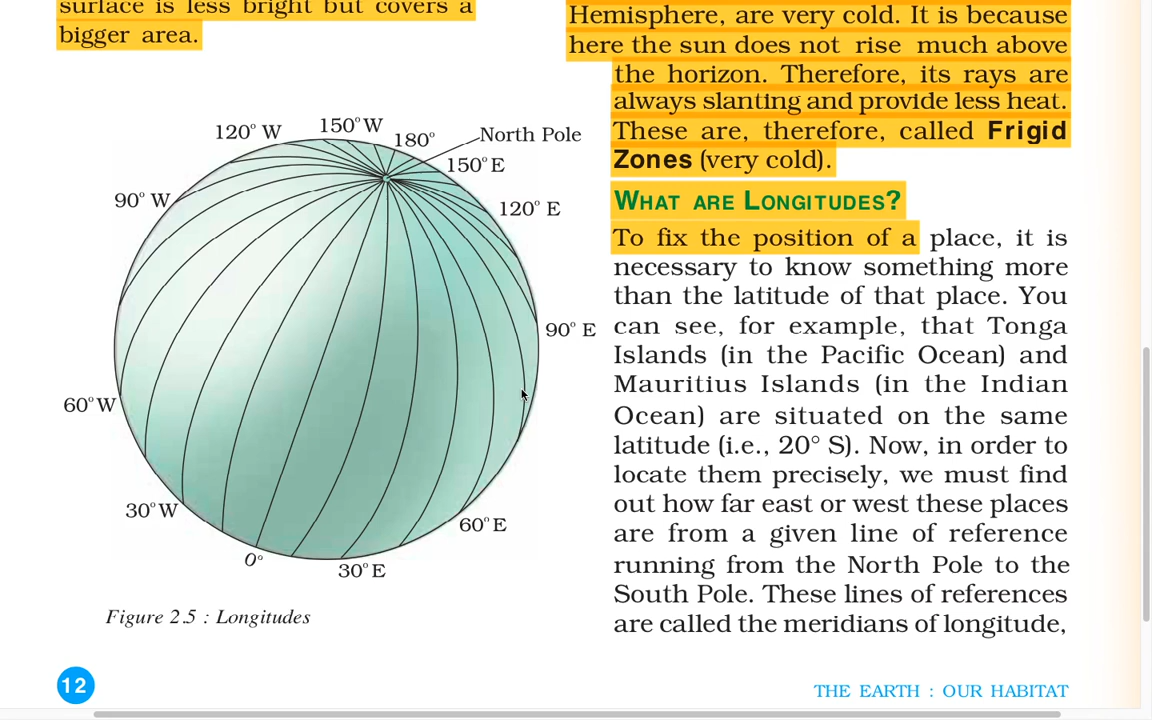 surface is less bright but covers a
bigger area.
120° W
150° W
180°
North Pole
150° E
90° W
120° E
90° E
60° W
30° W
60° E
0°
30° E
Figure 2.5 : Longitudes
12
Hemisphere, are very cold. It is because
here the sun does not rise much above
the horizon. Therefore, its rays are
always slanting and provide less heat.
These are, therefore, called Frigid
Zones (very cold).
WHAT ARE LONGITUDES?
To fix the position of a place, it is
necessary to know something more
than the latitude of that place. You
can see, for example, that Tonga
Islands (in the Pacific Ocean) and
Mauritius Islands (in the Indian
Ocean) are situated on the same
latitude (i.e., 20° S). Now, in order to
locate them precisely, we must find
out how far east or west these places
are from a given line of reference
running from the North Pole to the
South Pole. These lines of references
are called the meridians of longitude,
THE EARTH : OUR HABITAT